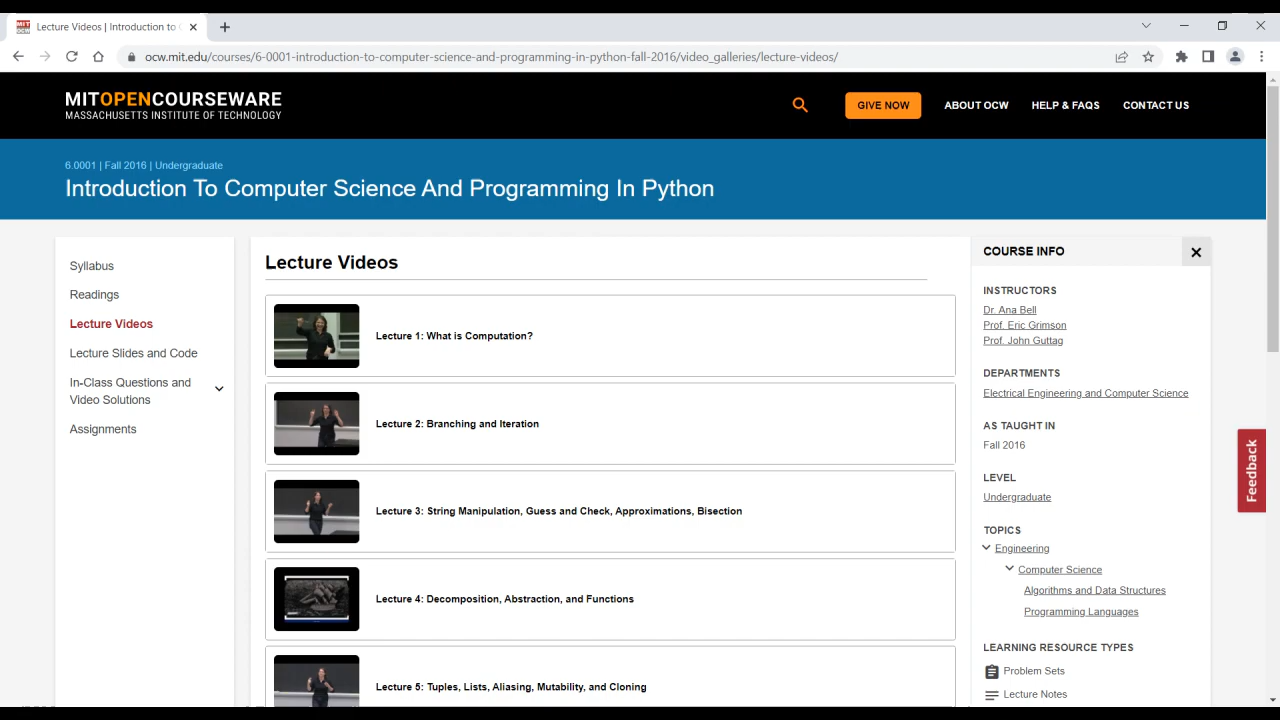 Lecture Videos | Introduction to C
ocw.mit.edu/courses/6-0001-introduction-to-computer-science-and-programming-in-python-fall-2016/video_galleries/lecture-videos/
MITOPENCOURSEWARE
MASSACHUSETTS INSTITUTE OF TECHNOLOGY
GIVE NOW
ABOUT OCW
HELP & FAQS
CONTACT US
6.0001 | Fall 2016 | Undergraduate
Introduction To Computer Science And Programming In Python
Syllabus
Readings
Lecture Videos
Lecture Slides and Code
In-Class Questions and
Video Solutions
Assignments
Lecture Videos
Lecture 1: What is Computation?
Lecture 2: Branching and Iteration
Lecture 3: String Manipulation, Guess and Check, Approximations, Bisection
Lecture 4: Decomposition, Abstraction, and Functions
Lecture 5: Tuples, Lists, Aliasing, Mutability, and Cloning
COURSE INFO
INSTRUCTORS
Dr. Ana Bell
Prof. Eric Grimson
Prof. John Guttag
DEPARTMENTS
Electrical Engineering and Computer Science
AS TAUGHT IN
Fall 2016
LEVEL
Undergraduate
TOPICS
Engineering
Computer Science
Algorithms and Data Structures
Programming Languages
LEARNING RESOURCE TYPES
Problem Sets
Lecture Notes
Feedback